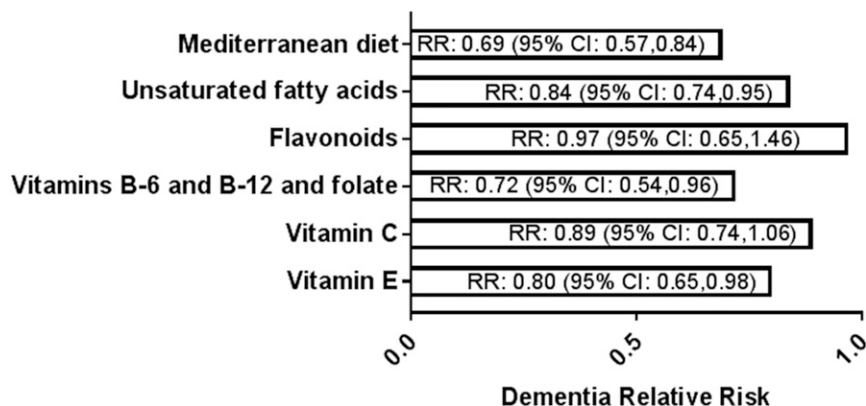 Mediterranean diet RR: 0.69 (95% CI: 0.57,0.84)
Unsaturated fatty acids RR: 0.84 (95% CI: 0.74,0.95)
Flavonoids RR: 0.97 (95% CI: 0.65,1.46)
Vitamins B-6 and B-12 and folate RR: 0.72 (95% CI: 0.54,0.96)
Vitamin C RR: 0.89 (95% CI: 0.74,1.06)
Vitamin E RR: 0.80 (95% CI: 0.65,0.98)
0.0 0.5 1.0
Dementia Relative Risk